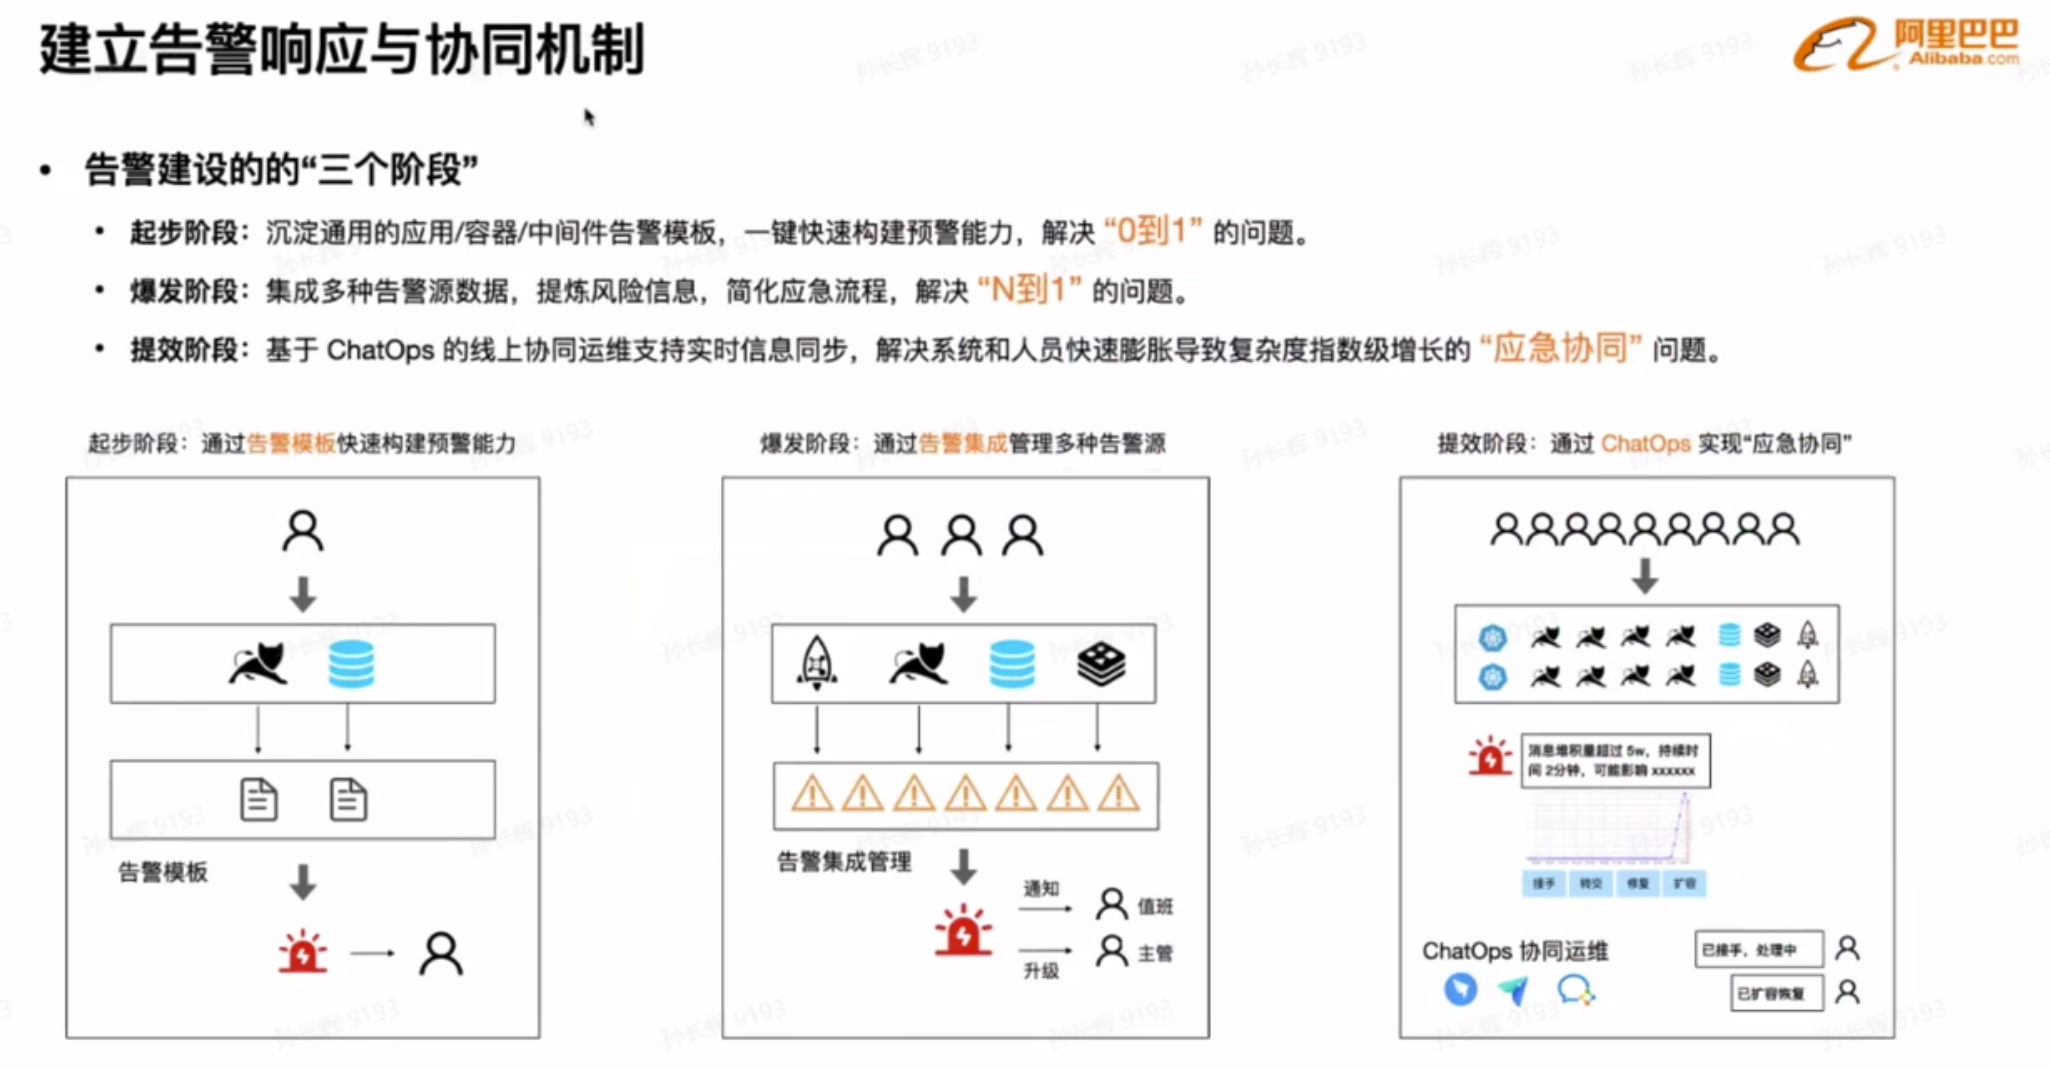 建立告警响应与协同机制
阿里巴巴
Alibaba.com
• 告警建设的的“三个阶段”
• 起步阶段：沉淀通用的应用/容器/中间件告警模板，一键快速构建预警能力，解决 “0到1” 的问题。
• 爆发阶段：集成多种告警源数据，提炼风险信息，简化应急流程，解决 “N到1” 的问题。
• 提效阶段：基于 ChatOps 的线上协同运维支持实时信息同步，解决系统和人员快速膨胀导致复杂度指数级增长的 “应急协同” 问题。
起步阶段：通过告警模板快速构建预警能力
告警模板
爆发阶段：通过告警集成管理多种告警源
告警集成管理
通知
值班
升级
主管
提效阶段：通过 ChatOps 实现“应急协同”
消息堆积量超过 5w，持续时
间 2分钟，可能影响 xxxxxx
接手 转交 修复 扩容
ChatOps 协同运维
已接手，处理中
已扩容恢复
孙长辉 9193